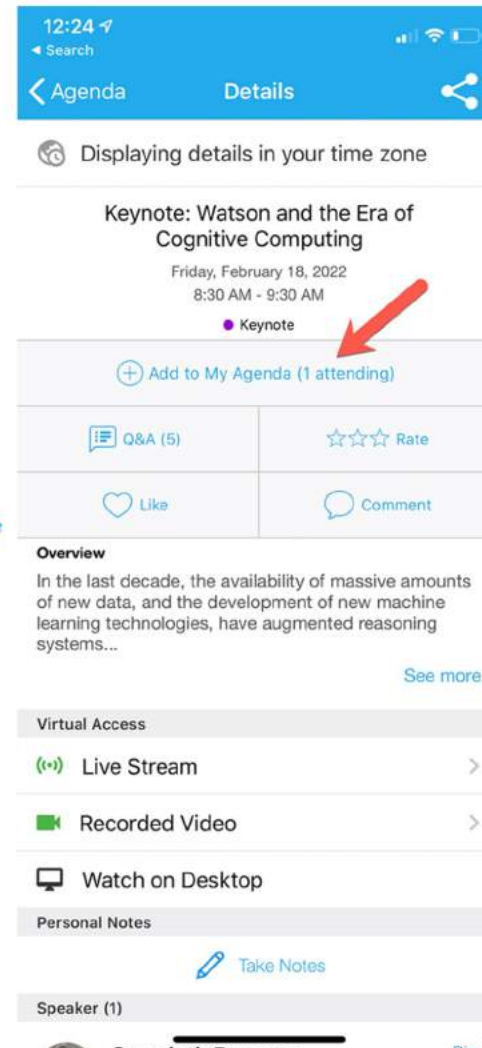 12:24
Search
Agenda
Details
Displaying details in your time zone
Keynote: Watson and the Era of
Cognitive Computing
Friday, February 18, 2022
8:30 AM - 9:30 AM
Keynote
Add to My Agenda (1 attending)
Q&A (5)
Rate
Like
Comment
Overview
In the last decade, the availability of massive amounts
of new data, and the development of new machine
learning technologies, have augmented reasoning
systems...
See more
Virtual Access
Live Stream
Recorded Video
Watch on Desktop
Personal Notes
Take Notes
Speaker (1)